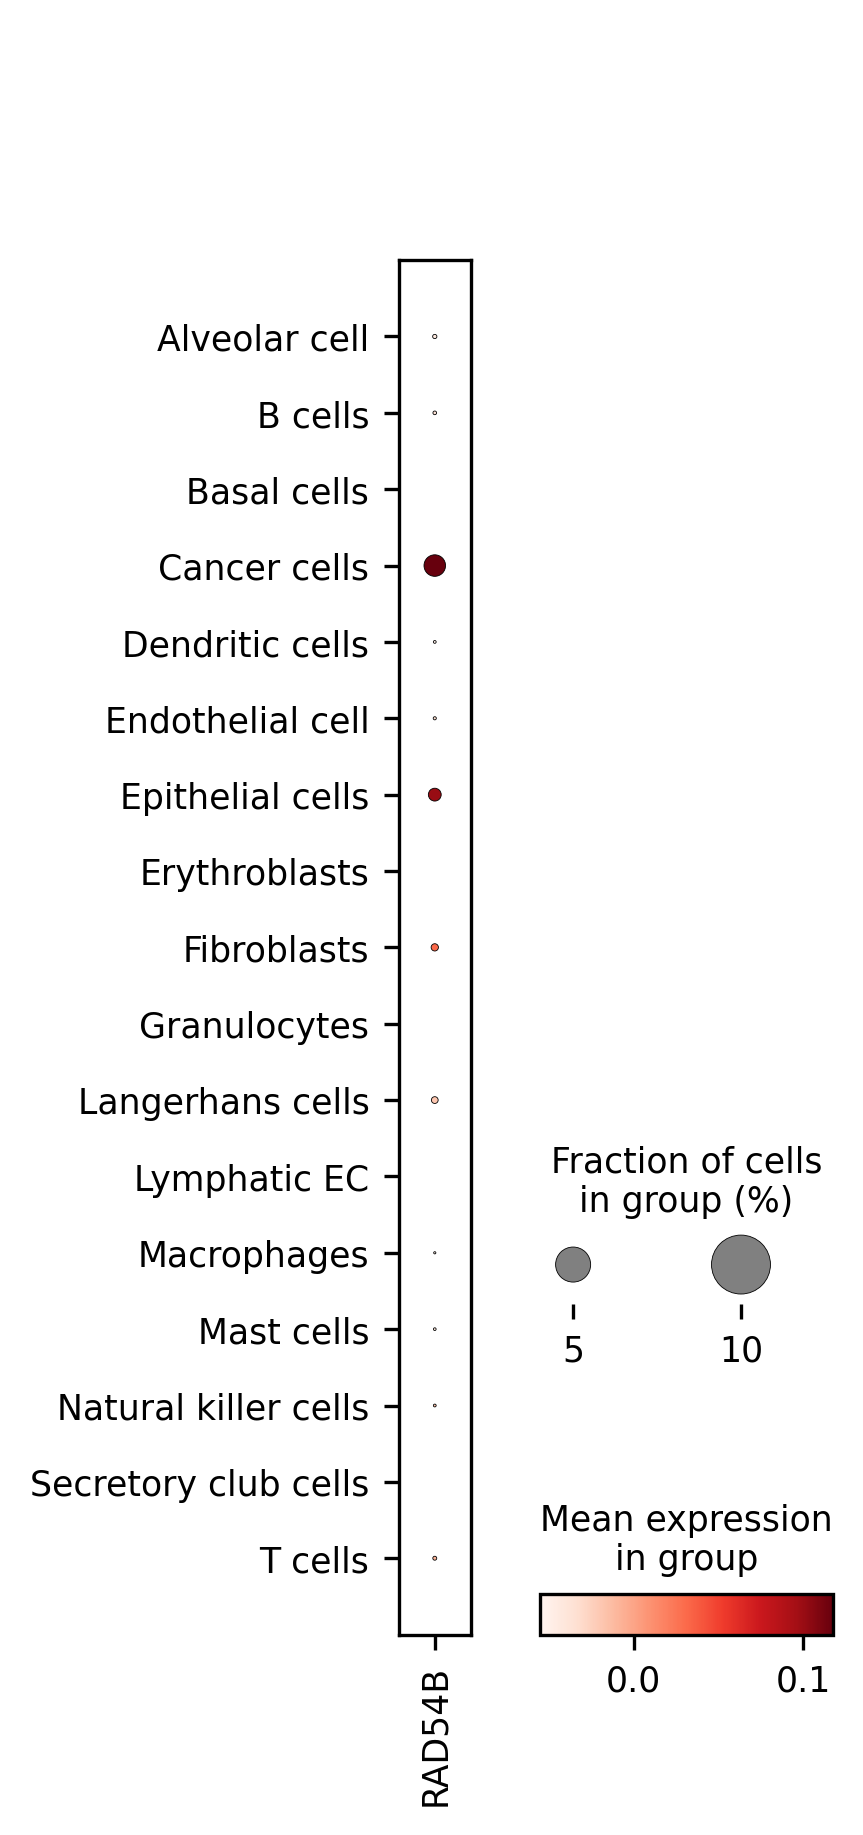 Alveolar cell
B cells
Basal cells
Cancer cells
Dendritic cells
Endothelial cell
Epithelial cells
Erythroblasts
Fibroblasts
Granulocytes
Langerhans cells
Lymphatic EC
Macrophages
Mast cells
Natural killer cells
Secretory club cells
T cells
RAD54B
Fraction of cells
in group (%)
5 10
Mean expression
in group
0.0 0.1